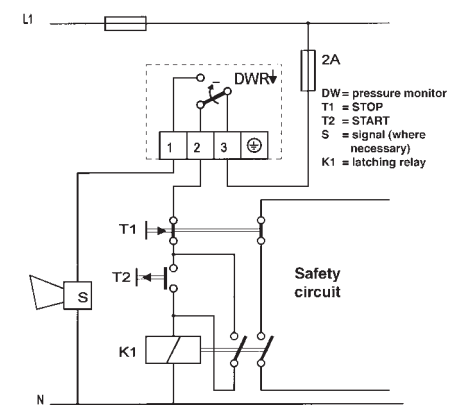 L1
2A
DWR
DW = pressure monitor
T1 = STOP
T2 = START
S = signal (where
necessary)
K1 = latching relay
1 2 3
T1
T2
Safety
circuit
S
K1
N